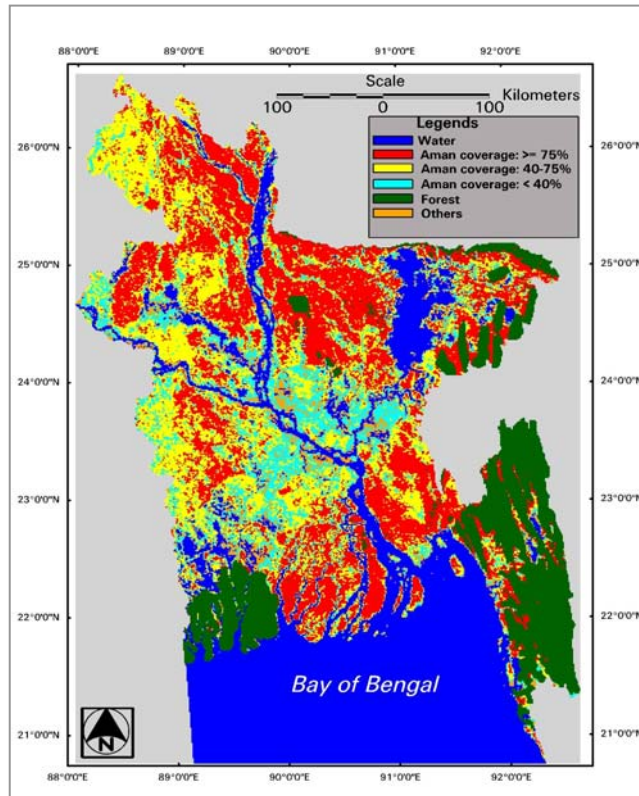 88°0'0"E 89°0'0"E 90°0'0"E 91°0'0"E 92°0'0"E
Scale
100 0 100 Kilometers
Legends
Water
Aman coverage: >= 75%
Aman coverage: 40-75%
Aman coverage: < 40%
Forest
Others
26°0'0"N 26°0'0"N
25°0'0"N 25°0'0"N
24°0'0"N 24°0'0"N
23°0'0"N 23°0'0"N
22°0'0"N 22°0'0"N
Bay of Bengal
21°0'0"N 21°0'0"N
N
88°0'0"E 89°0'0"E 90°0'0"E 91°0'0"E 92°0'0"E